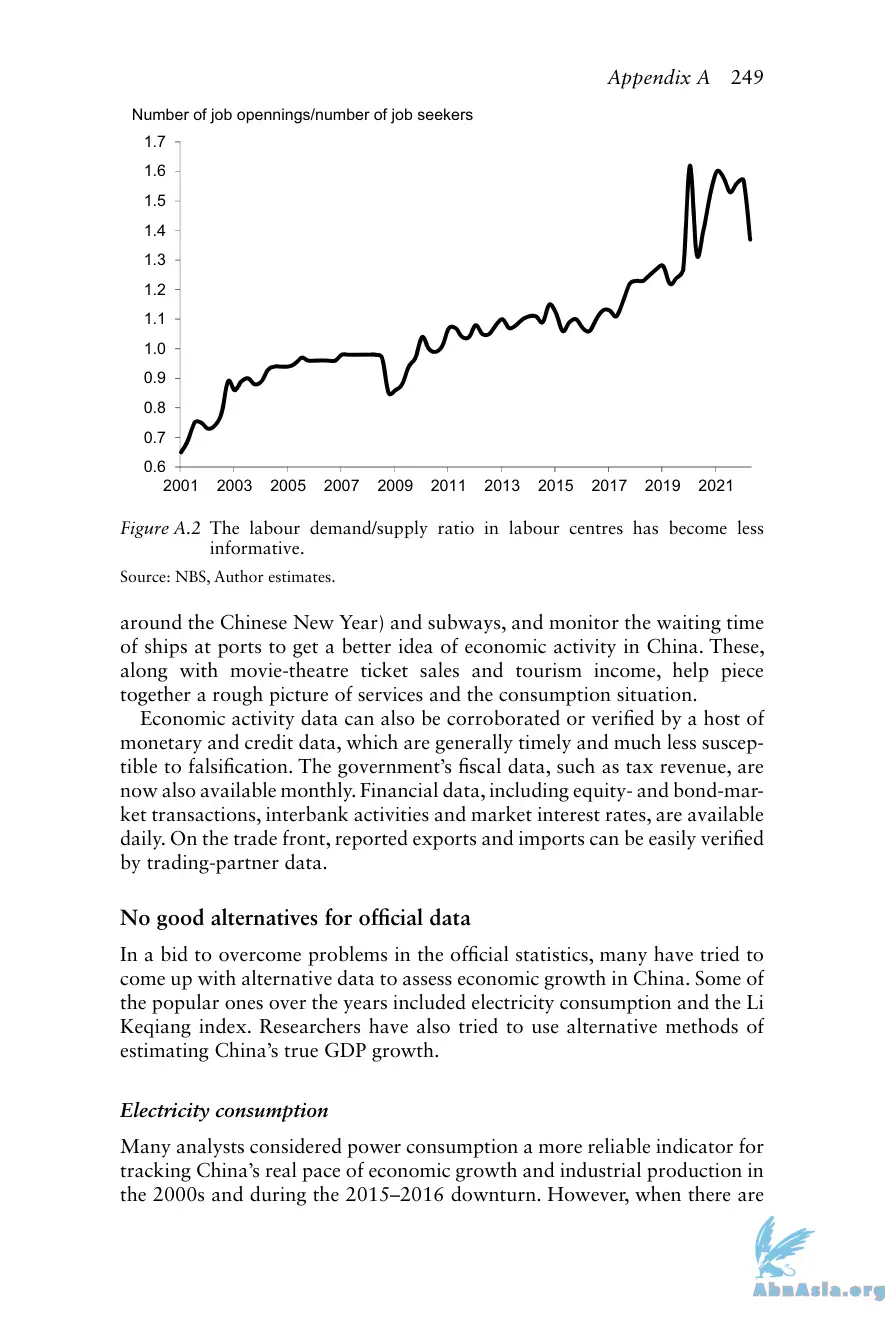 Appendix A 249
Number of job opennings/number of job seekers
1.7
1.6
1.5
1.4
1.3
1.2
1.1
1.0
0.9
0.8
0.7
0.6
2001 2003 2005 2007 2009 2011 2013 2015 2017 2019 2021
Figure A.2 The labour demand/supply ratio in labour centres has become less
informative.
Source: NBS, Author estimates.
around the Chinese New Year) and subways, and monitor the waiting time
of ships at ports to get a better idea of economic activity in China. These,
along with movie-theatre ticket sales and tourism income, help piece
together a rough picture of services and the consumption situation.
Economic activity data can also be corroborated or verified by a host of
monetary and credit data, which are generally timely and much less suscep-
tible to falsification. The government's fiscal data, such as tax revenue, are
now also available monthly. Financial data, including equity- and bond-mar-
ket transactions, interbank activities and market interest rates, are available
daily. On the trade front, reported exports and imports can be easily verified
by trading-partner data.
No good alternatives for official data
In a bid to overcome problems in the official statistics, many have tried to
come up with alternative data to assess economic growth in China. Some of
the popular ones over the years included electricity consumption and the Li
Keqiang index. Researchers have also tried to use alternative methods of
estimating China's true GDP growth.
Electricity consumption
Many analysts considered power consumption a more reliable indicator for
tracking China's real pace of economic growth and industrial production in
the 2000s and during the 2015–2016 downturn. However, when there are
AbnAsia.org